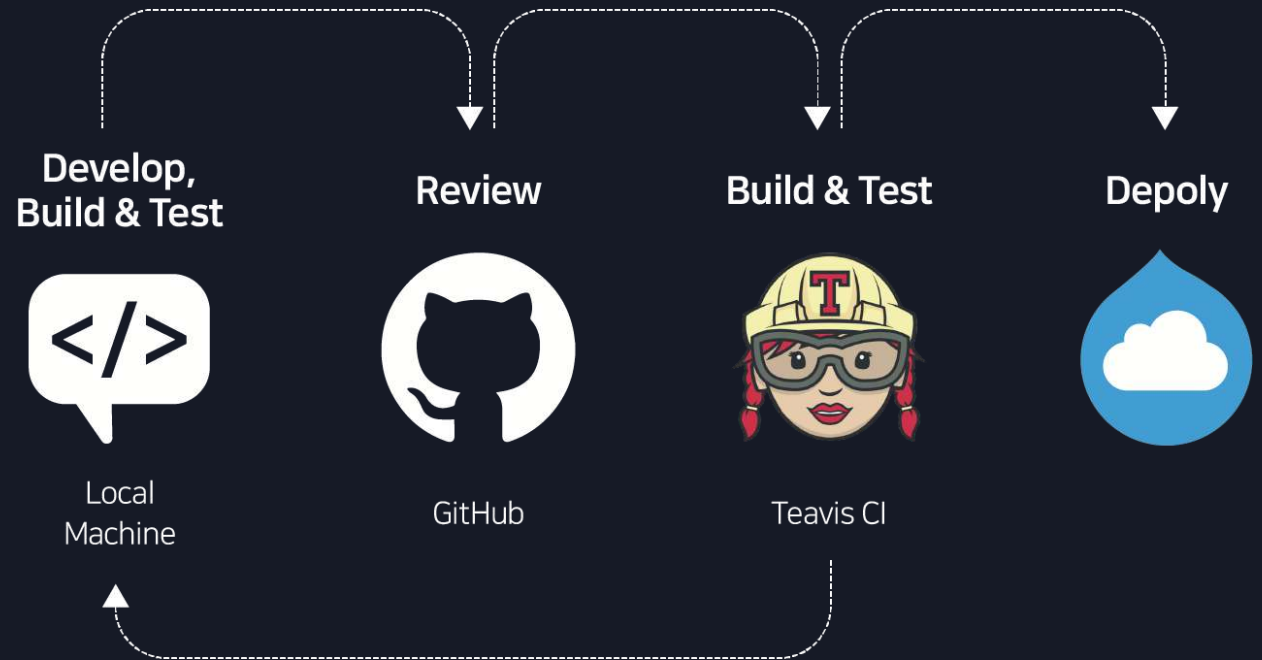 Develop,
Build & Test
Review
Build & Test
Depoly
</>
T
Local
Machine
GitHub
Teavis CI